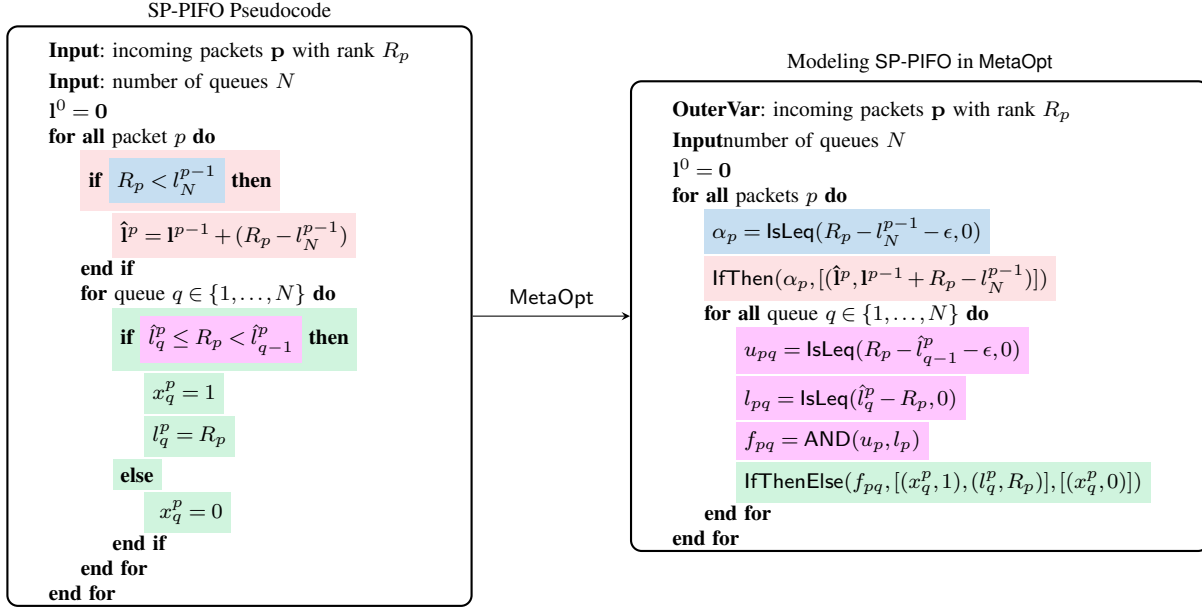 SP-PIFO Pseudocode
Input: incoming packets p with rank R_p
Input: number of queues N
l^0 = 0
for all packet p do
if R_p < l_N^{p-1} then
l̂^p = l^{p-1} + (R_p − l_N^{p-1})
end if
for queue q ∈ {1, . . . , N} do
if l̂_q^p ≤ R_p < l̂_{q-1}^p then
x_q^p = 1
l_q^p = R_p
else
x_q^p = 0
end if
end for
end for
MetaOpt
Modeling SP-PIFO in MetaOpt
OuterVar: incoming packets p with rank R_p
Inputnumber of queues N
l^0 = 0
for all packets p do
α_p = IsLeq(R_p − l_N^{p-1} − ϵ, 0)
IfThen(α_p, [(l̂^p, l^{p-1} + R_p − l_N^{p-1})])
for all queue q ∈ {1, . . . , N} do
u_{pq} = IsLeq(R_p − l̂_{q-1}^p − ϵ, 0)
l_{pq} = IsLeq(l̂_q^p − R_p, 0)
f_{pq} = AND(u_p, l_p)
IfThenElse(f_{pq}, [(x_q^p, 1), (l_q^p, R_p)], [(x_q^p, 0)])
end for
end for